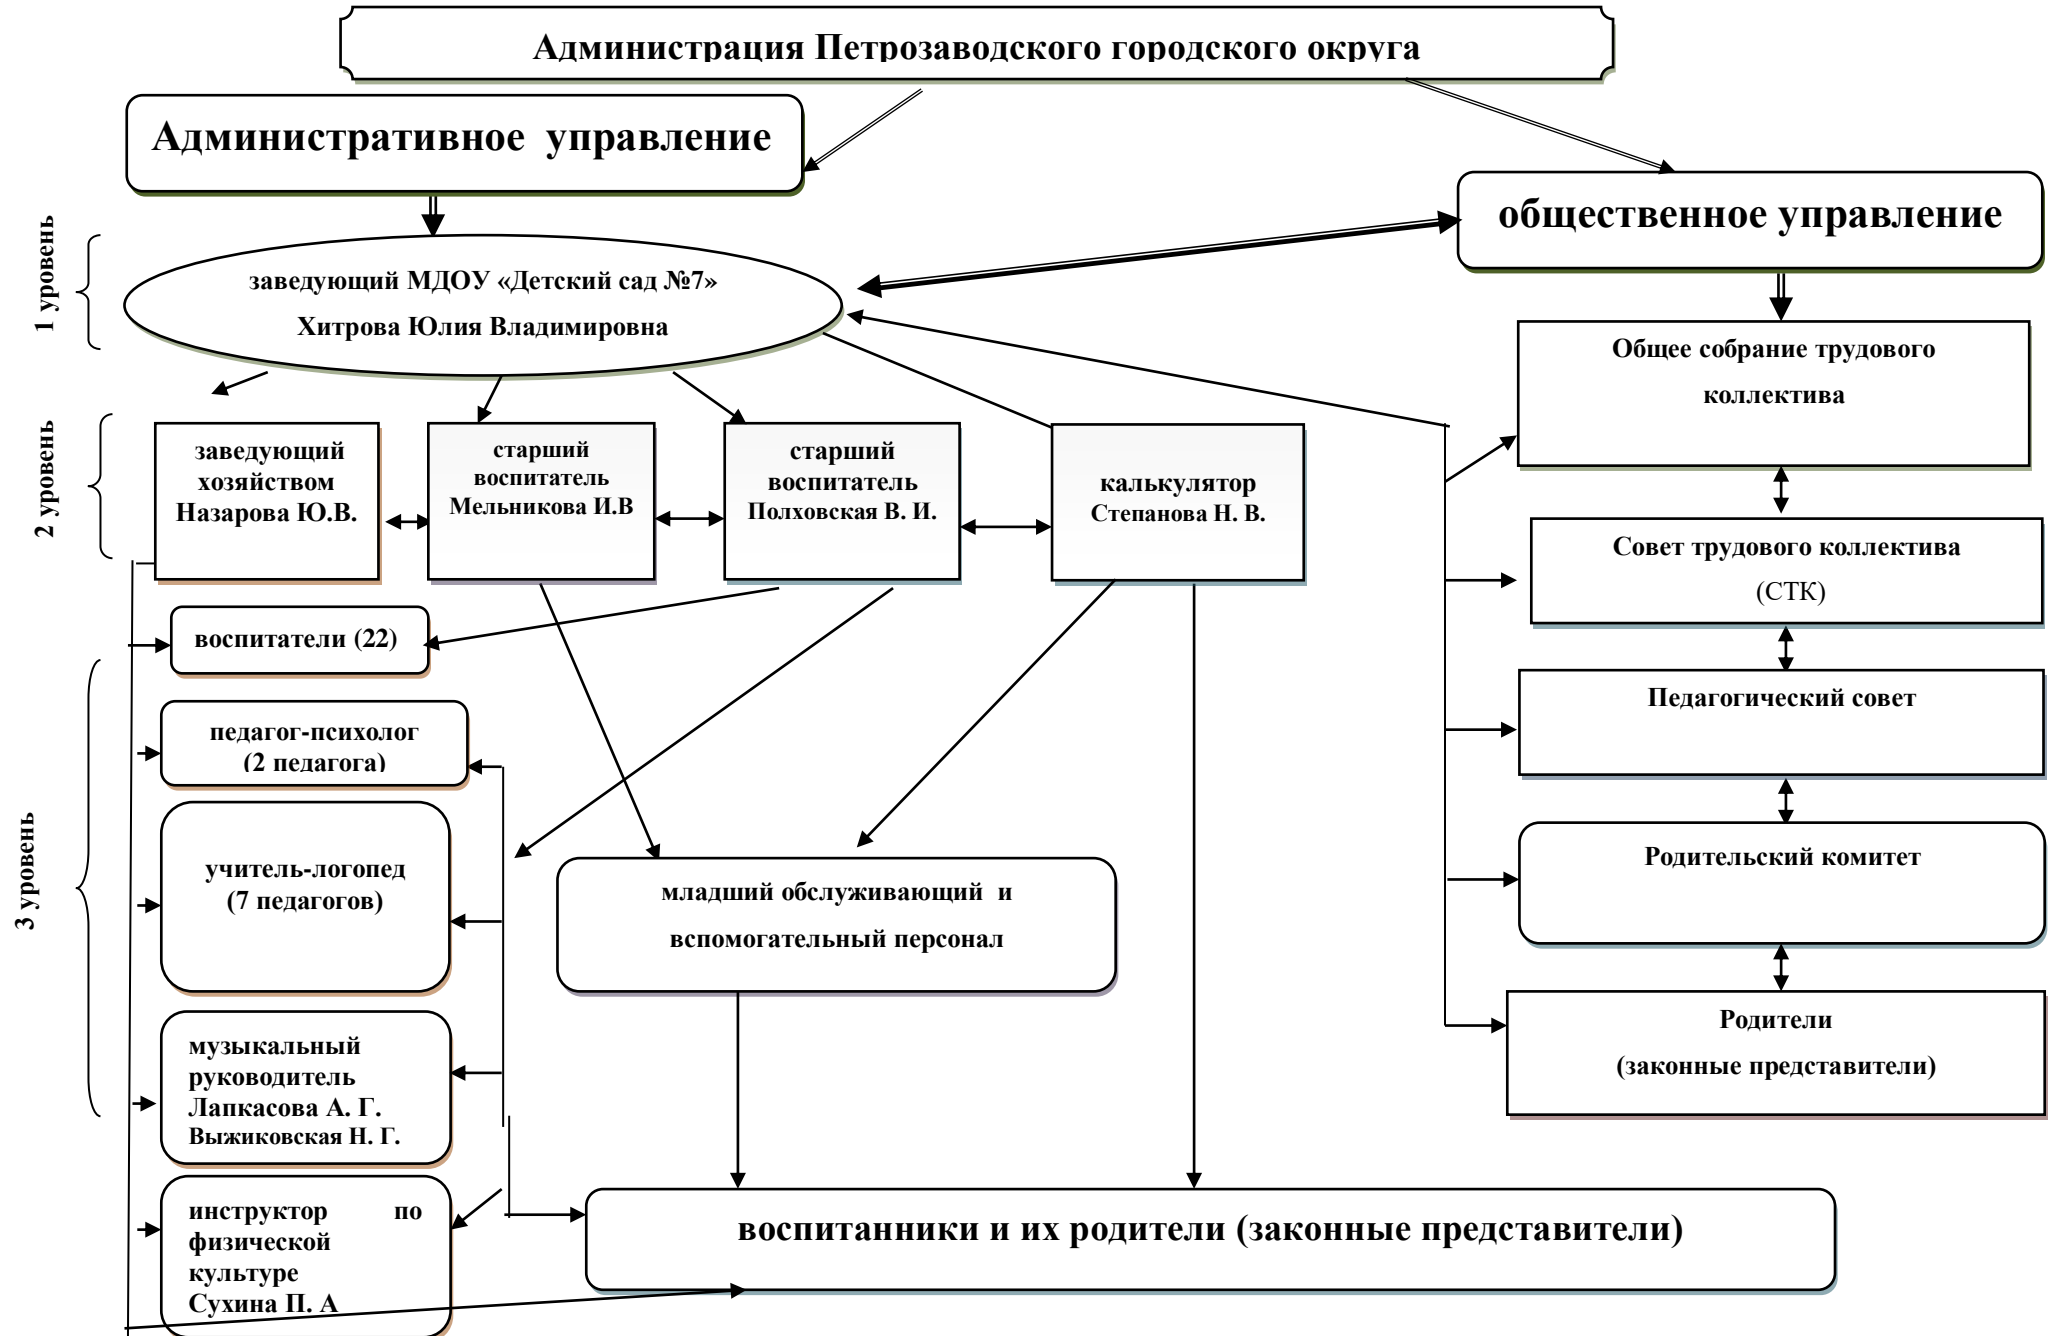 Администрация Петрозаводского городского округа
Административное управление
общественное управление
1 уровень
заведующий МДОУ «Детский сад №7»
Хитрова Юлия Владимировна
Общее собрание трудового
коллектива
2 уровень
заведующий
хозяйством
Назарова Ю.В.
старший
воспитатель
Мельникова И.В
старший
воспитатель
Полховская В. И.
калькулятор
Степанова Н. В.
Совет трудового коллектива
(СТК)
воспитатели (22)
Педагогический совет
3 уровень
педагог-психолог
(2 педагога)
учитель-логопед
(7 педагогов)
младший обслуживающий и
вспомогательный персонал
Родительский комитет
Родители
(законные представители)
музыкальный
руководитель
Лапкасова А. Г.
Выжиковская Н. Г.
инструктор по
физической
культуре
Сухина П. А
воспитанники и их родители (законные представители)